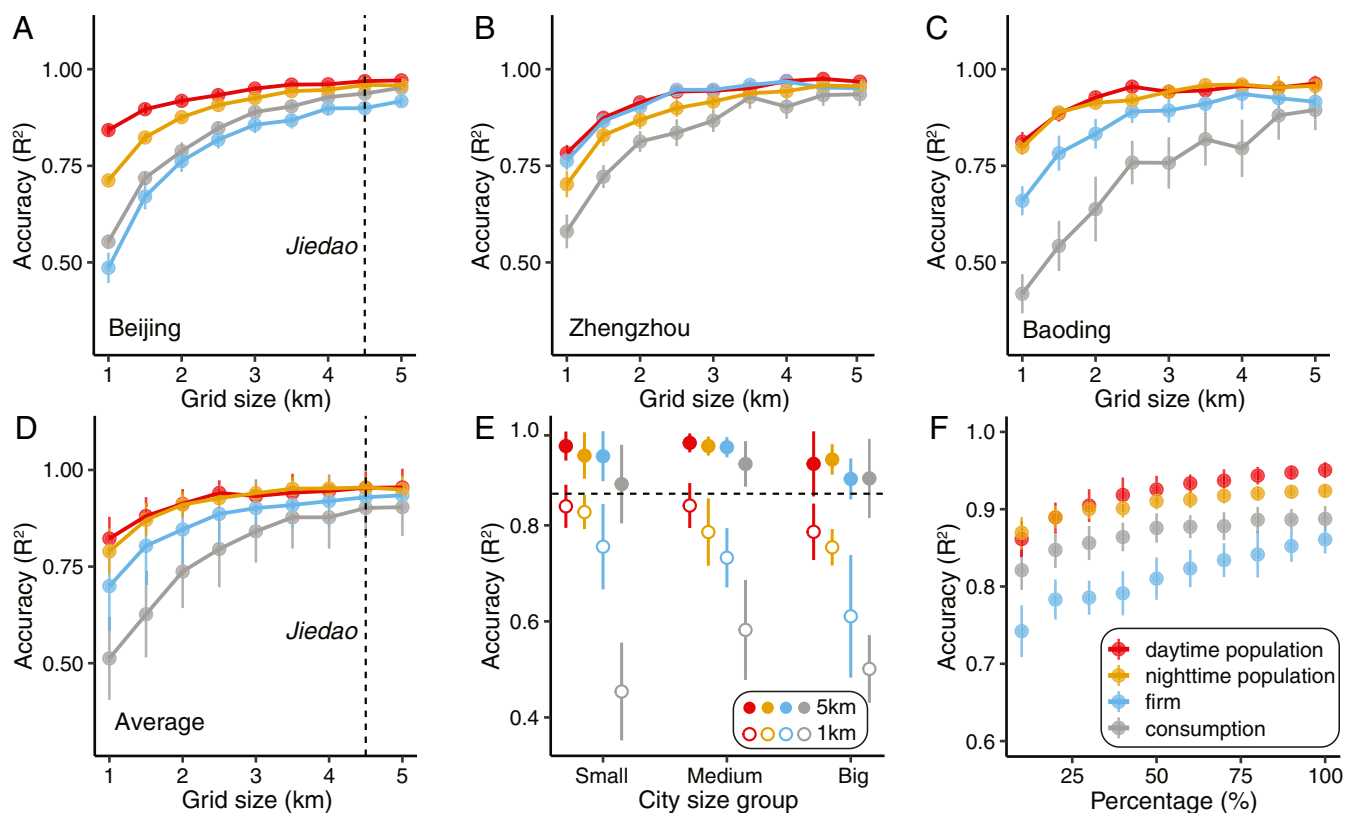 A
Accuracy (R²)
1.00
0.75
0.50
Jiedao
Beijing
1 2 3 4 5
Grid size (km)
B
Accuracy (R²)
1.00
0.75
0.50
Zhengzhou
1 2 3 4 5
Grid size (km)
C
Accuracy (R²)
1.00
0.75
0.50
Baoding
1 2 3 4 5
Grid size (km)
D
Accuracy (R²)
1.00
0.75
0.50
Jiedao
Average
1 2 3 4 5
Grid size (km)
E
Accuracy (R²)
1.0
0.8
0.6
0.4
5km
1km
Small Medium Big
City size group
F
Accuracy (R²)
1.0
0.9
0.8
0.7
0.6
daytime population
nighttime population
firm
consumption
25 50 75 100
Percentage (%)